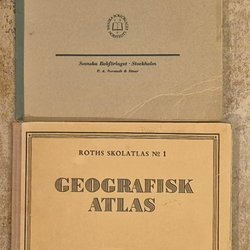 Svenska Bokförlaget · Stockholm
P. A. Norstedt & Söner
ROTHS SKOLATLAS Nº 1
GEOGRAFISK
ATLAS